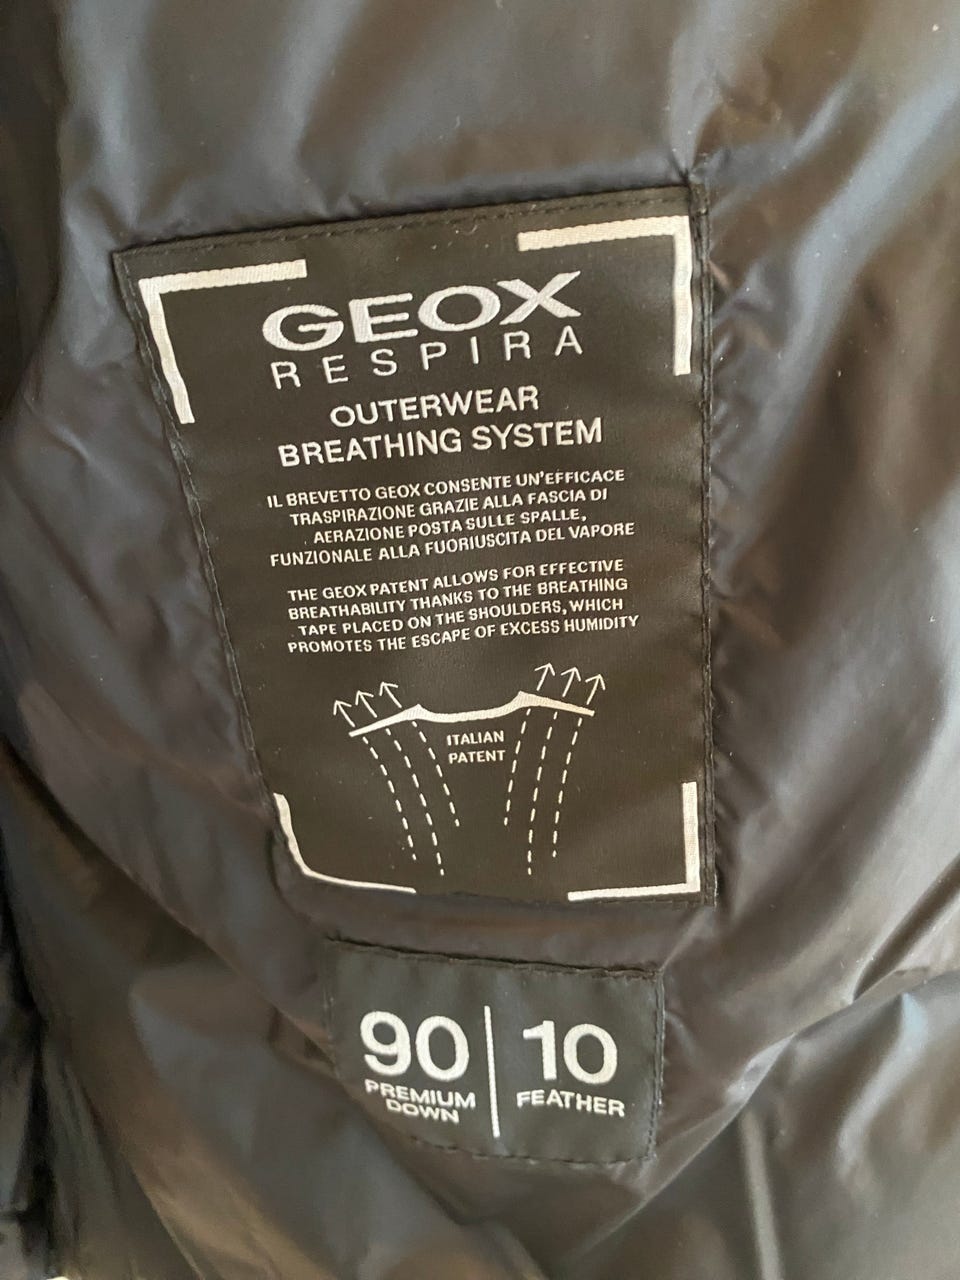 GEOX
RESPIRA
OUTERWEAR
BREATHING SYSTEM
IL BREVETTO GEOX CONSENTE UN'EFFICACE
TRASPIRAZIONE GRAZIE ALLA FASCIA DI
AERAZIONE POSTA SULLE SPALLE,
FUNZIONALE ALLA FUORIUSCITA DEL VAPORE
THE GEOX PATENT ALLOWS FOR EFFECTIVE
BREATHABILITY THANKS TO THE BREATHING
TAPE PLACED ON THE SHOULDERS, WHICH
PROMOTES THE ESCAPE OF EXCESS HUMIDITY
ITALIAN
PATENT
90
PREMIUM
DOWN
10
FEATHER